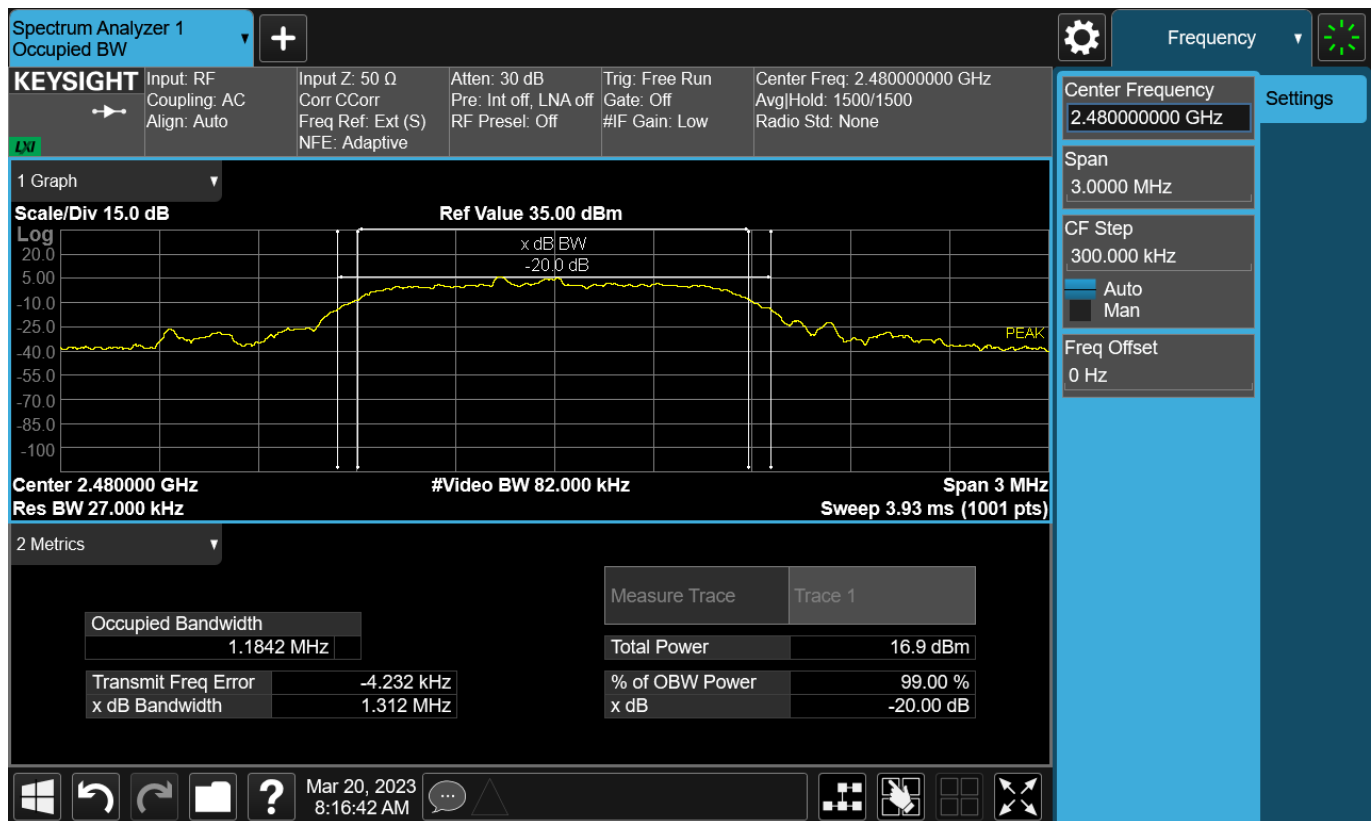 Spectrum Analyzer 1
Occupied BW
Frequency
KEYSIGHT
LXI
Input: RF
Coupling: AC
Align: Auto
Input Z: 50 Ω
Corr CCorr
Freq Ref: Ext (S)
NFE: Adaptive
Atten: 30 dB
Pre: Int off, LNA off
RF Presel: Off
Trig: Free Run
Gate: Off
#IF Gain: Low
Center Freq: 2.480000000 GHz
Avg|Hold: 1500/1500
Radio Std: None
Center Frequency
2.480000000 GHz
Settings
Span
3.0000 MHz
CF Step
300.000 kHz
Auto
Man
Freq Offset
0 Hz
1 Graph
Scale/Div 15.0 dB
Ref Value 35.00 dBm
Log
x dB BW
-20.0 dB
20.0
5.00
-10.0
-25.0
-40.0
-55.0
-70.0
-85.0
-100
PEAK
Center 2.480000 GHz
#Video BW 82.000 kHz
Span 3 MHz
Res BW 27.000 kHz
Sweep 3.93 ms (1001 pts)
2 Metrics
Measure Trace
Trace 1
Occupied Bandwidth
1.1842 MHz
Total Power
16.9 dBm
Transmit Freq Error
-4.232 kHz
% of OBW Power
99.00 %
x dB Bandwidth
1.312 MHz
x dB
-20.00 dB
?
Mar 20, 2023
8:16:42 AM